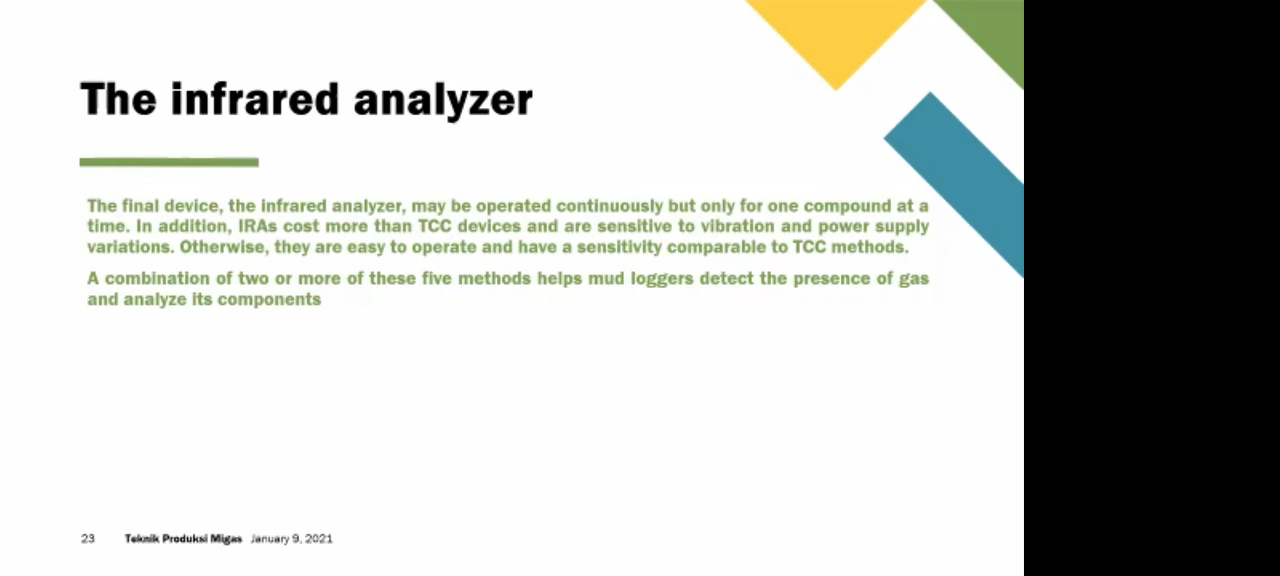 The infrared analyzer
The final device, the infrared analyzer, may be operated continuously but only for one compound at a
time. In addition, IRAs cost more than TCC devices and are sensitive to vibration and power supply
variations. Otherwise, they are easy to operate and have a sensitivity comparable to TCC methods.
A combination of two or more of these five methods helps mud loggers detect the presence of gas
and analyze its components
23 Teknik Produksi Migas January 9, 2021